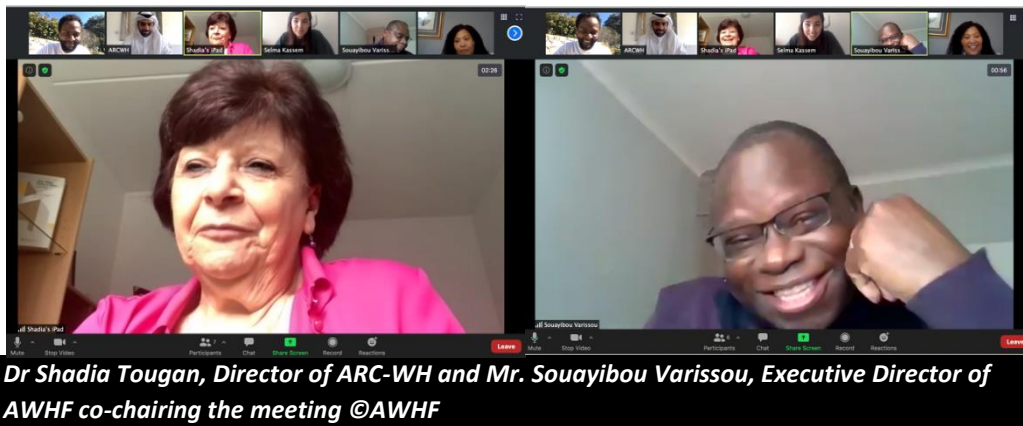 ARCWH
Shadia's iPad
Selma Kassem
Souayibou Variss...
02:26
Shadia's iPad
Mute
Stop Video
Participants
7
Chat
Share Screen
Record
Reactions
Leave
ARCWH
Shadia's iPad
Selma Kassem
Souayibou Variss...
00:56
Souayibou Varissou
Mute
Stop Video
Participants
Chat
Share Screen
Record
Reactions
Leave
Dr Shadia Tougan, Director of ARC-WH and Mr. Souayibou Varissou, Executive Director of
AWHF co-chairing the meeting ©AWHF